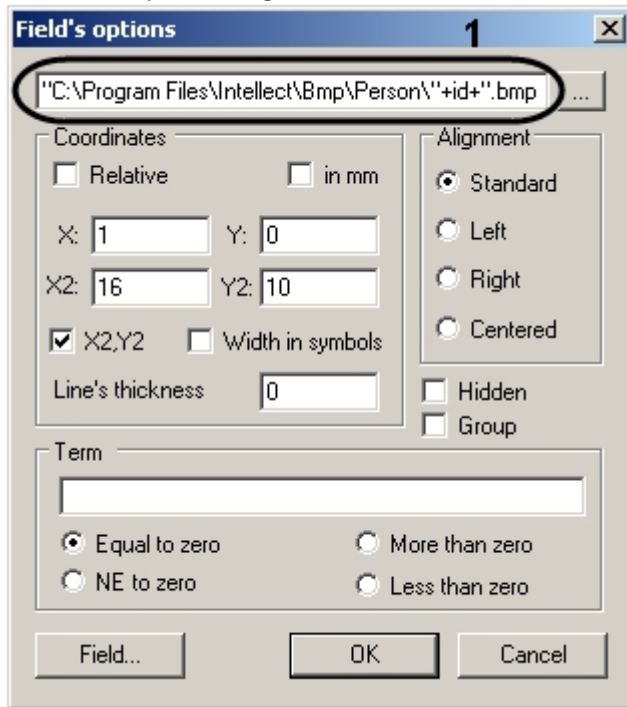 Field's options 1
"C:\Program Files\Intellect\Bmp\Person\"+id+".bmp ...
Coordinates Alignment
Relative in mm Standard
X: 1 Y: 0 Left
X2: 16 Y2: 10 Right
X2,Y2 Width in symbols Centered
Line's thickness 0 Hidden
Group
Term
Equal to zero More than zero
NE to zero Less than zero
Field... OK Cancel